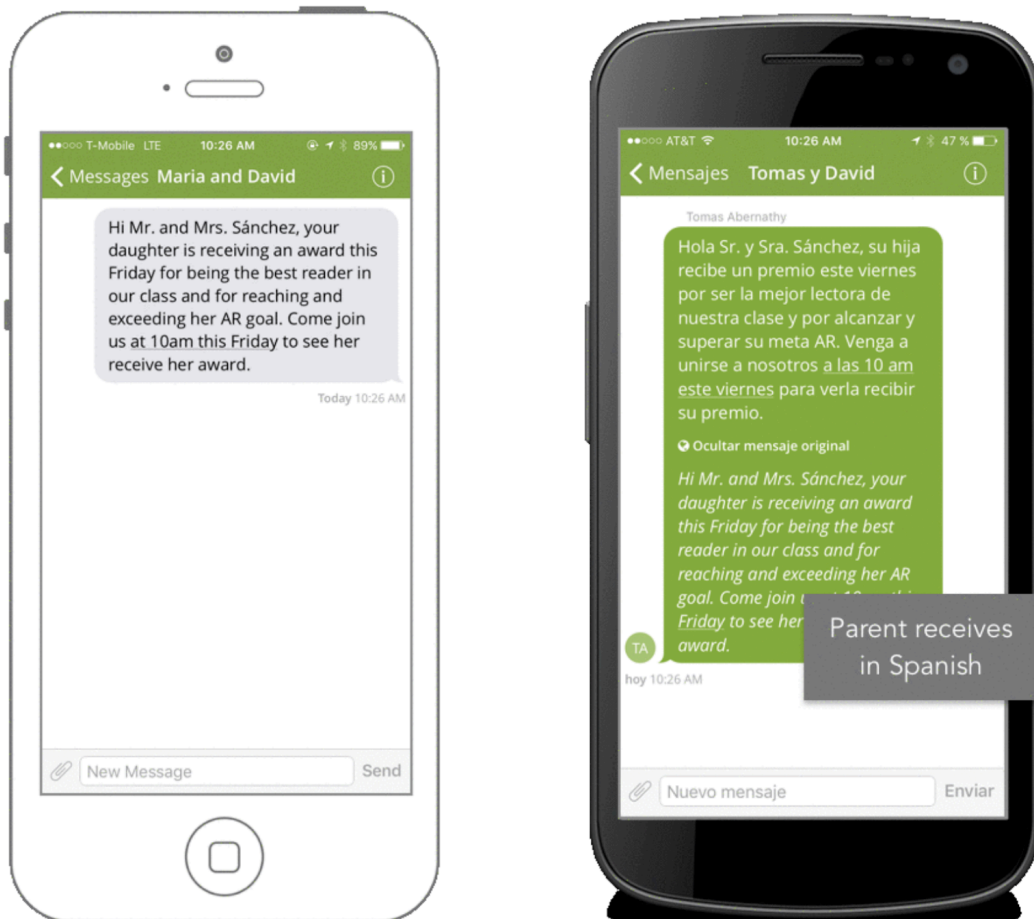 T-Mobile LTE 10:26 AM 89%
Messages Maria and David
Hi Mr. and Mrs. Sánchez, your
daughter is receiving an award this
Friday for being the best reader in
our class and for reaching and
exceeding her AR goal. Come join
us at 10am this Friday to see her
receive her award.
Today 10:26 AM
New Message Send
AT&T 10:26 AM 47 %
Mensajes Tomas y David
Tomas Abernathy
Hola Sr. y Sra. Sánchez, su hija
recibe un premio este viernes
por ser la mejor lectora de
nuestra clase y por alcanzar y
superar su meta AR. Venga a
unirse a nosotros a las 10 am
este viernes para verla recibir
su premio.
Ocultar mensaje original
Hi Mr. and Mrs. Sánchez, your
daughter is receiving an award
this Friday for being the best
reader in our class and for
reaching and exceeding her AR
goal. Come join
Friday to see her
award.
TA
hoy 10:26 AM
Parent receives
in Spanish
Nuevo mensaje Enviar